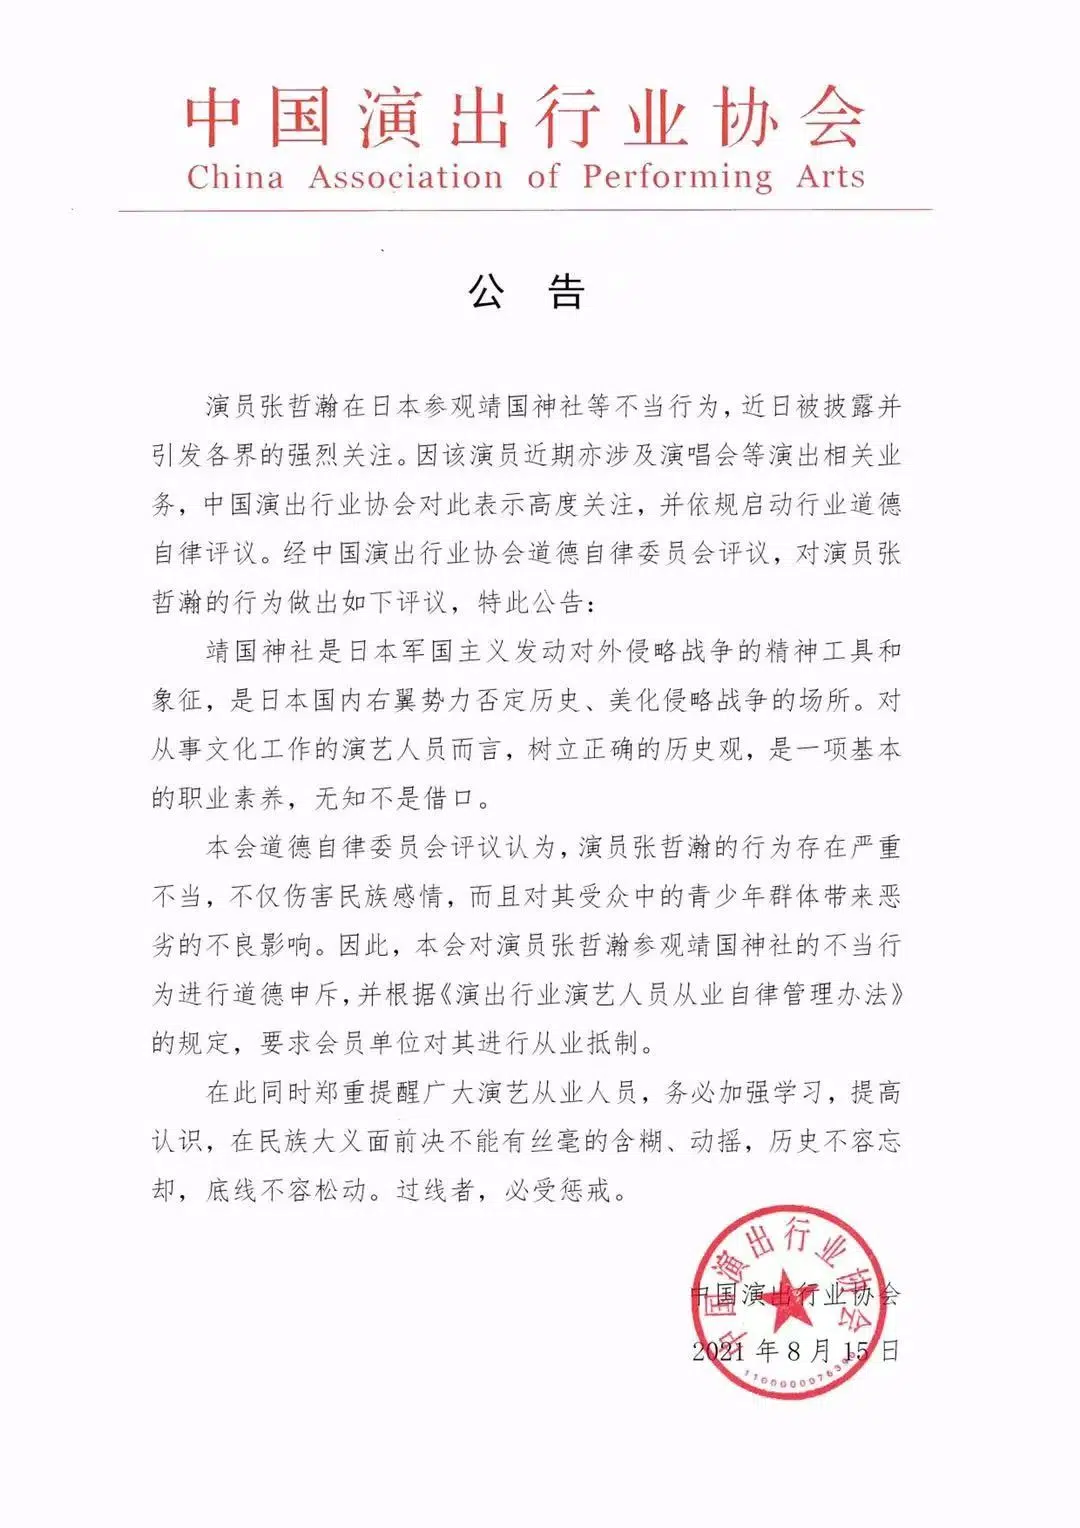 中国演出行业协会
China Association of Performing Arts
公 告
演员张哲瀚在日本参观靖国神社等不当行为，近日被披露并
引发各界的强烈关注。因该演员近期亦涉及演唱会等演出相关业
务，中国演出行业协会对此表示高度关注，并依规启动行业道德
自律评议。经中国演出行业协会道德自律委员会评议，对演员张
哲瀚的行为做出如下评议，特此公告：
靖国神社是日本军国主义发动对外侵略战争的精神工具和
象征，是日本国内右翼势力否定历史、美化侵略战争的场所。对
从事文化工作的演艺人员而言，树立正确的历史观，是一项基本
的职业素养，无知不是借口。
本会道德自律委员会评议认为，演员张哲瀚的行为存在严重
不当，不仅伤害民族感情，而且对其受众中的青少年群体带来恶
劣的不良影响。因此，本会对演员张哲瀚参观靖国神社的不当行
为进行道德申斥，并根据《演出行业演艺人员从业自律管理办法》
的规定，要求会员单位对其进行从业抵制。
在此同时郑重提醒广大演艺从业人员，务必加强学习，提高
认识，在民族大义面前决不能有丝毫的含糊、动摇，历史不容忘
却，底线不容松动。过线者，必受惩戒。
中国演出行业协会
2021 年 8 月 15 日
中国演出行业协会